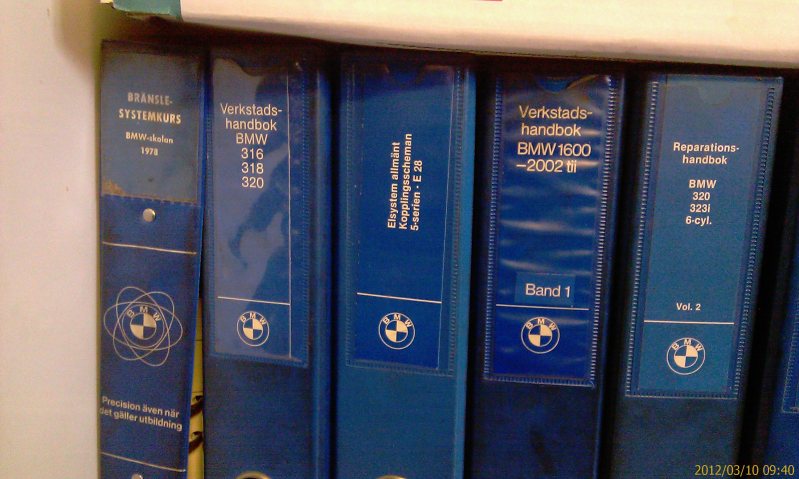 BRÄNSLE-
SYSTEMKURS
BMW-skolan
1978
BMW
Precision även när
det gäller utbildning
Verkstads-
handbok
BMW
316
318
320
BMW
Elsystem allmänt
Kopplingsscheman
5-serien · E 28
BMW
Verkstads-
handbok
BMW 1600
–2002 tii
Band 1
BMW
Reparations-
handbok
BMW
320
323i
6-cyl.
Vol. 2
BMW
2012/03/10 09:40